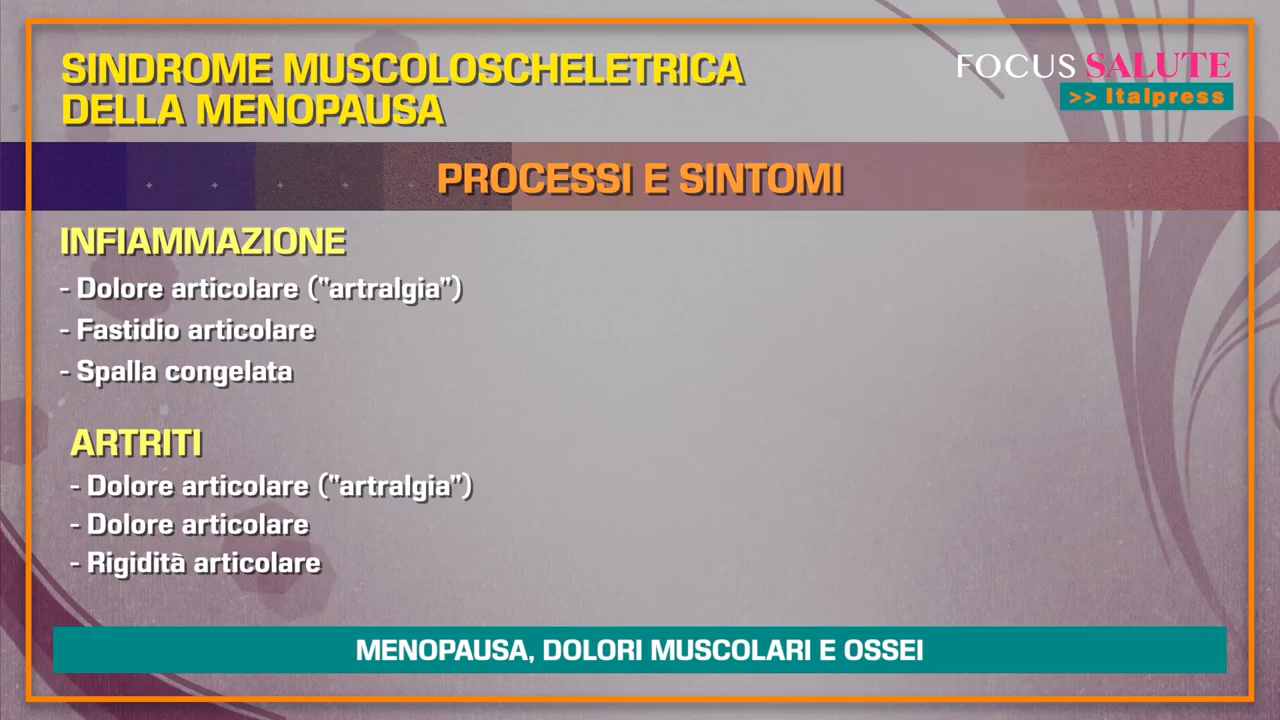 SINDROME MUSCOLOSCHELETRICA
DELLA MENOPAUSA
FOCUS SALUTE
>> Italpress
PROCESSI E SINTOMI
INFIAMMAZIONE
- Dolore articolare ("artralgia")
- Fastidio articolare
- Spalla congelata
ARTRITI
- Dolore articolare ("artralgia")
- Dolore articolare
- Rigidità articolare
MENOPAUSA, DOLORI MUSCOLARI E OSSEI